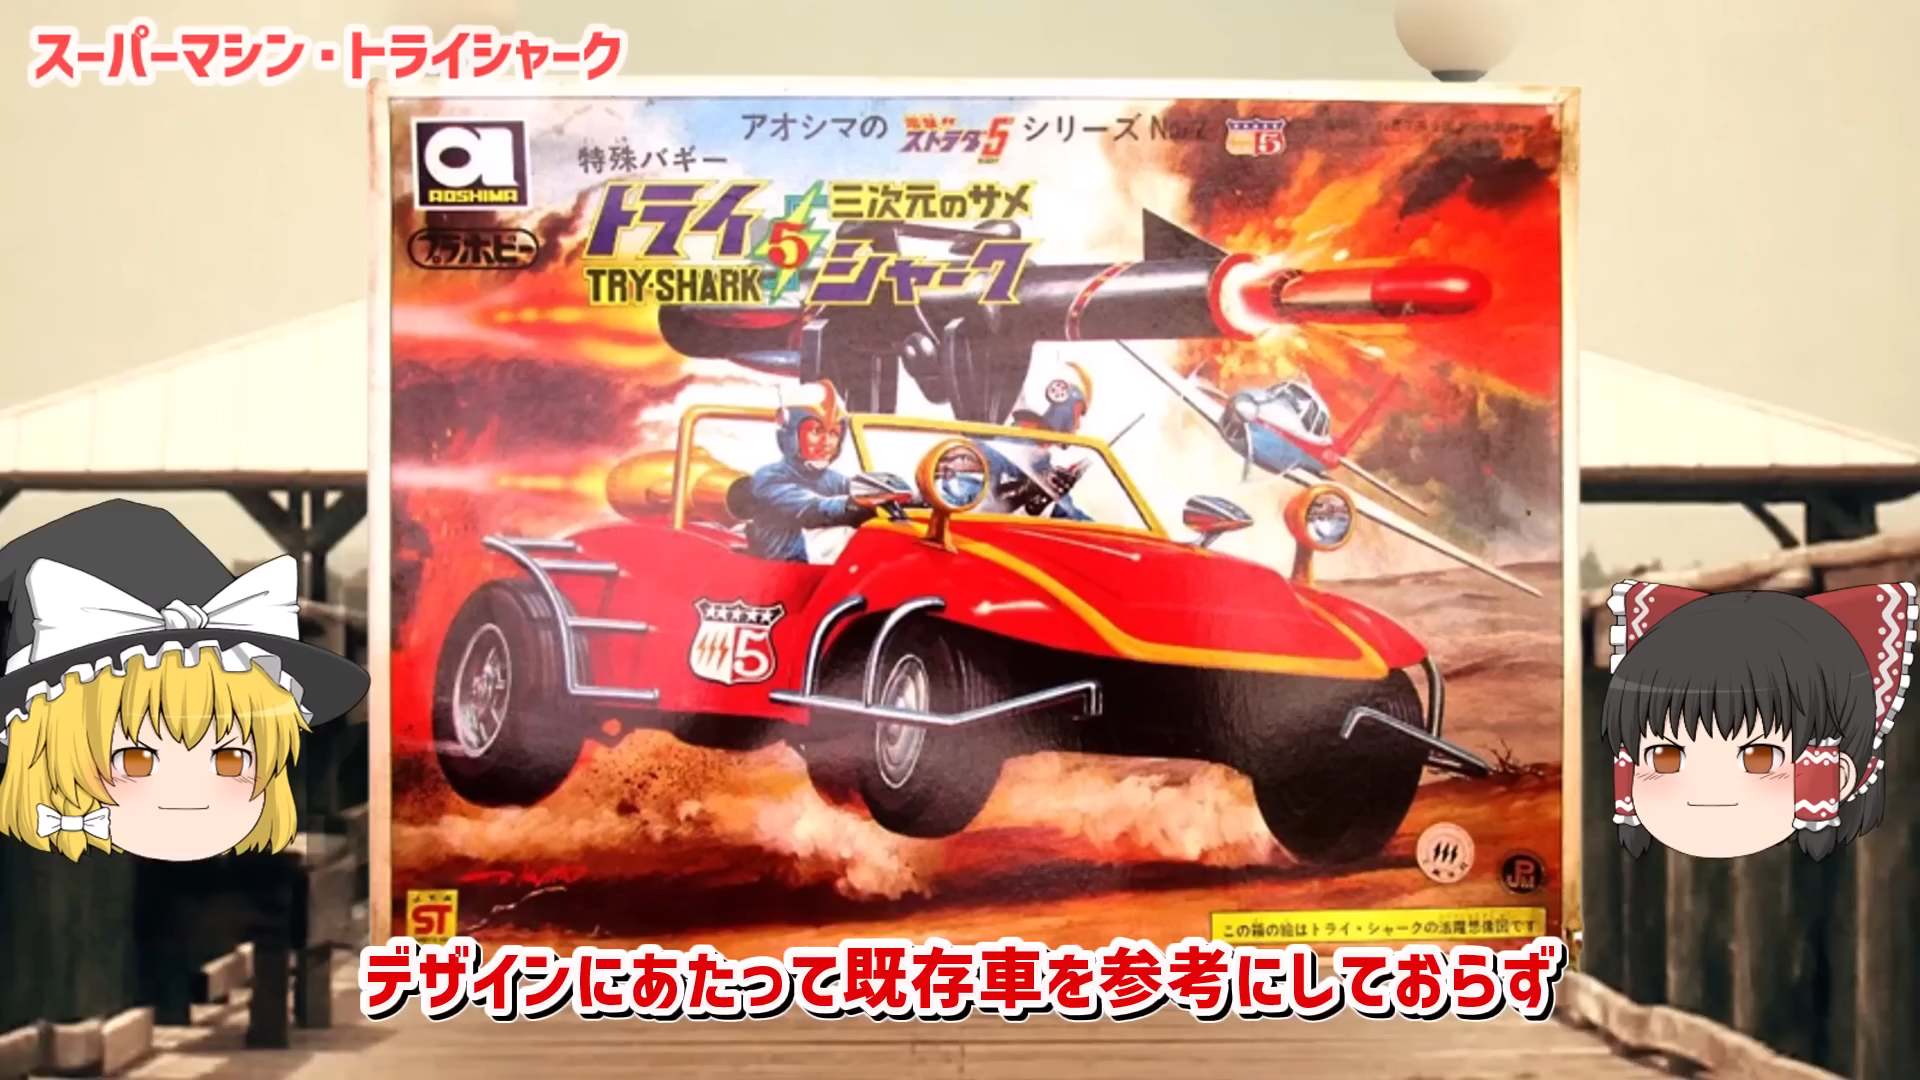 スーパーマシン・トライシャーク
アオシマの ストラダ5 シリーズ No.2
5
AOSHIMA
プラホビー
特殊バギー
トライ5シャーク
三次元のサメ
TRY·SHARK
5
ST
JPM
この箱の絵はトライ・シャークの活躍想像図です
デザインにあたって既存車を参考にしておらず